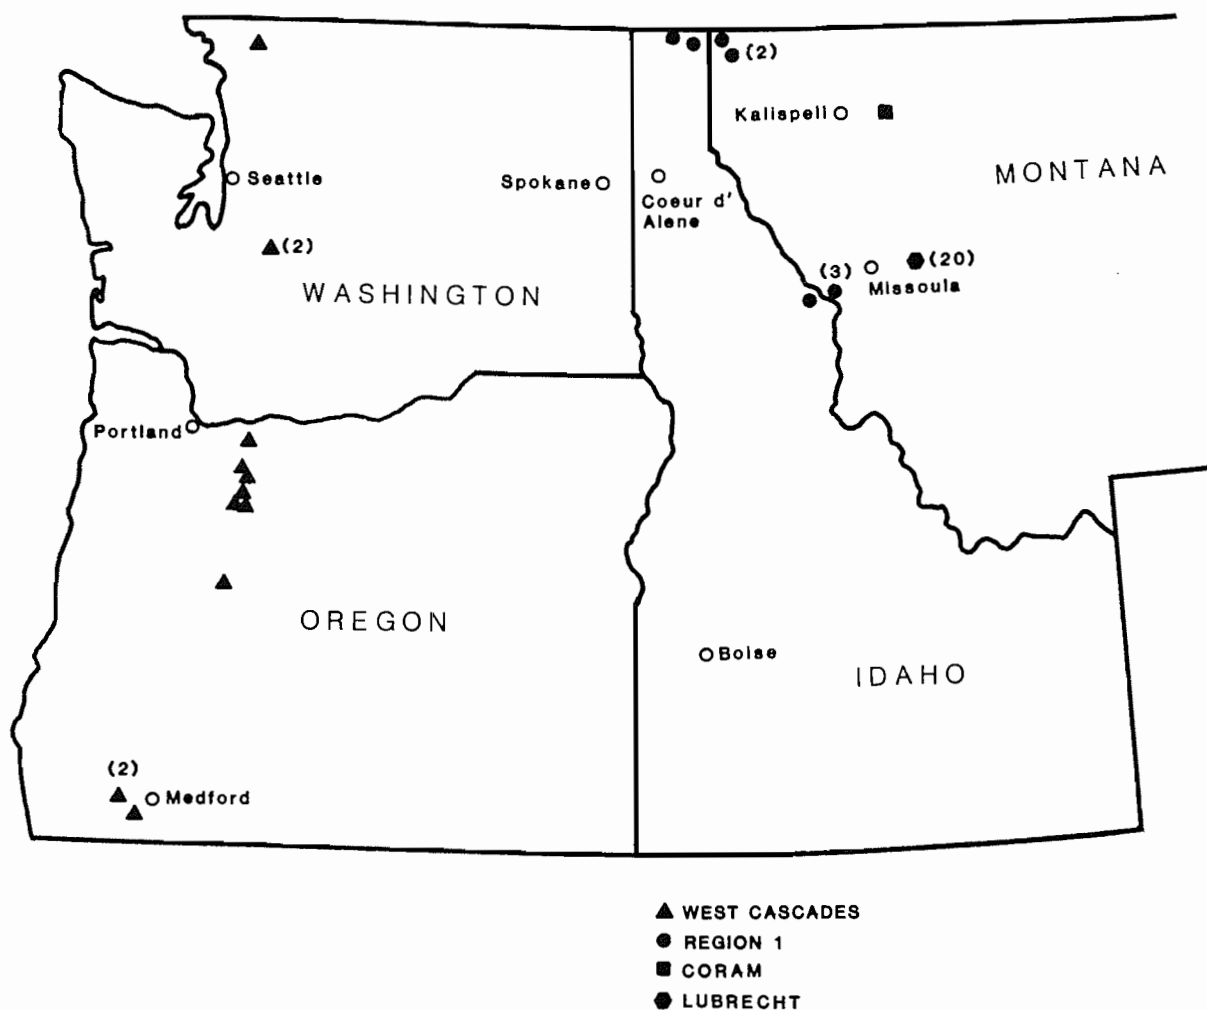 (2)
Kalispell
MONTANA
Seattle
Spokane
Coeur d'
Alene
(2)
(3)
(20)
Missoula
WASHINGTON
Portland
OREGON
Boise
IDAHO
(2)
Medford
WEST CASCADES
REGION 1
CORAM
LUBRECHT